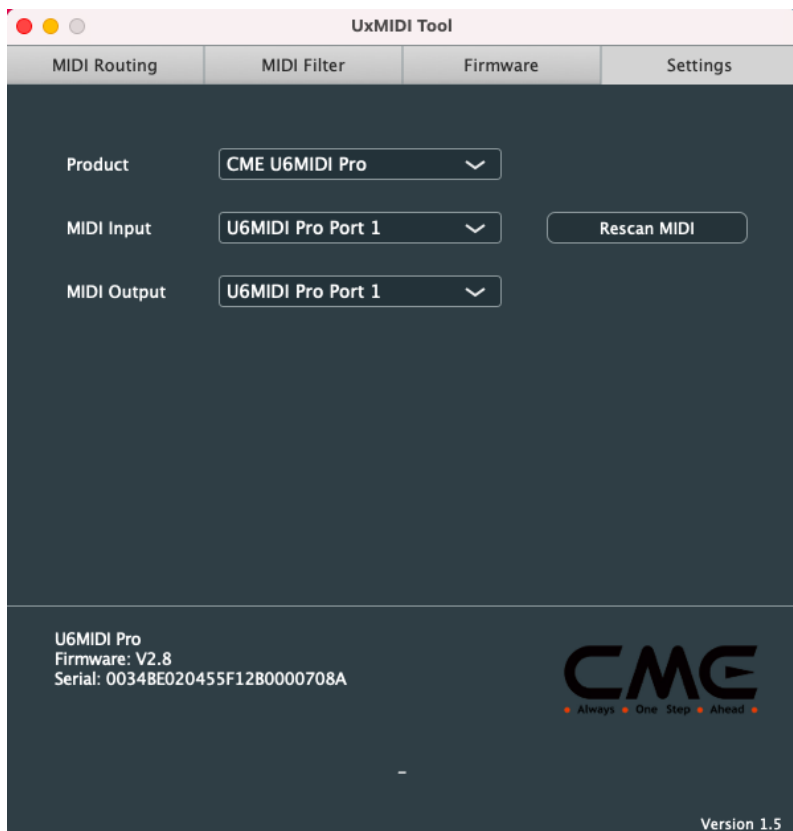 UxMIDI Tool
MIDI Routing MIDI Filter Firmware Settings
Product CME U6MIDI Pro
MIDI Input U6MIDI Pro Port 1 Rescan MIDI
MIDI Output U6MIDI Pro Port 1
U6MIDI Pro
Firmware: V2.8
Serial: 0034BE020455F12B0000708A
CME
Always One Step Ahead
Version 1.5